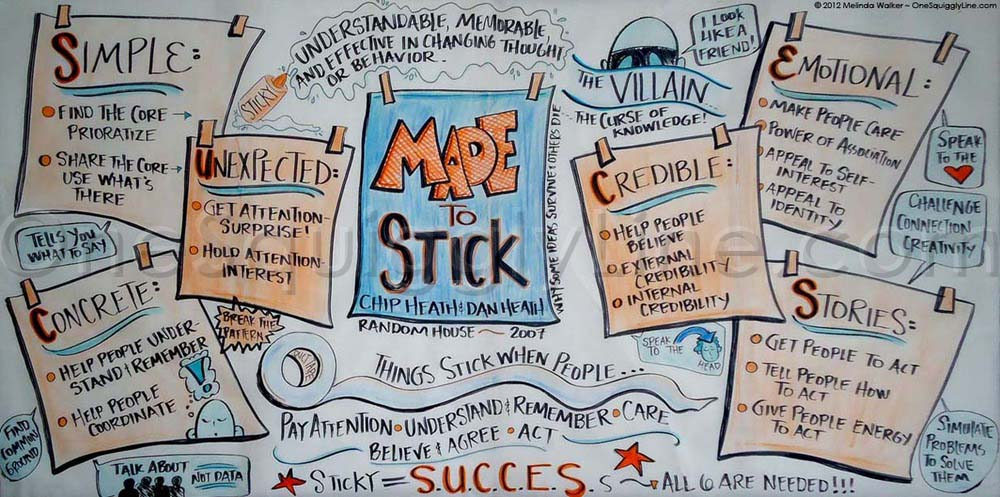 © 2012 Melinda Walker ~ OneSquigglyLine.com
SIMPLE:
FIND THE CORE →
PRIORATIZE
SHARE THE CORE →
USE WHAT'S
THERE
TELLS YOU
WHAT TO SAY
UNDERSTANDABLE, MEMORABLE
AND EFFECTIVE IN CHANGING THOUGHT
OR BEHAVIOR.
STICKY
UNEXPECTED:
GET ATTENTION-
SURPRISE!
HOLD ATTENTION-
INTEREST
BREAK THE
PATTERN
CONCRETE:
HELP PEOPLE UNDER-
STAND & REMEMBER
HELP PEOPLE
COORDINATE
FIND
COMMON
GROUND
TALK ABOUT
NOT DATA
MADE
TO
STICK
CHIP HEATH & DAN HEATH
RANDOM HOUSE ~ 2007
WHY SOME IDEAS SURVIVE & OTHERS DIE
I LOOK
LIKE A
FRIEND!
THE VILLAIN
THE CURSE OF
KNOWLEDGE!
CREDIBLE:
HELP PEOPLE
BELIEVE
EXTERNAL
CREDIBILITY
INTERNAL
CREDIBILITY
SPEAK
TO THE
HEAD
EMOTIONAL:
MAKE PEOPLE CARE
POWER OF ASSOCIATION
APPEAL TO SELF-
INTEREST
APPEAL TO
IDENTITY
SPEAK
TO THE
CHALLENGE
CONNECTION
CREATIVITY
STORIES:
GET PEOPLE TO ACT
TELL PEOPLE HOW
TO ACT
GIVE PEOPLE ENERGY
TO ACT
SIMULATE
PROBLEMS
TO SOLVE
THEM
DUCT TAPE
THINGS STICK WHEN PEOPLE...
PAY ATTENTION • UNDERSTAND & REMEMBER • CARE
BELIEVE & AGREE • ACT
STICKY = S.U.C.C.E.S. s ~ ALL 6 ARE NEEDED!!!
©OneSquigglyLine.com